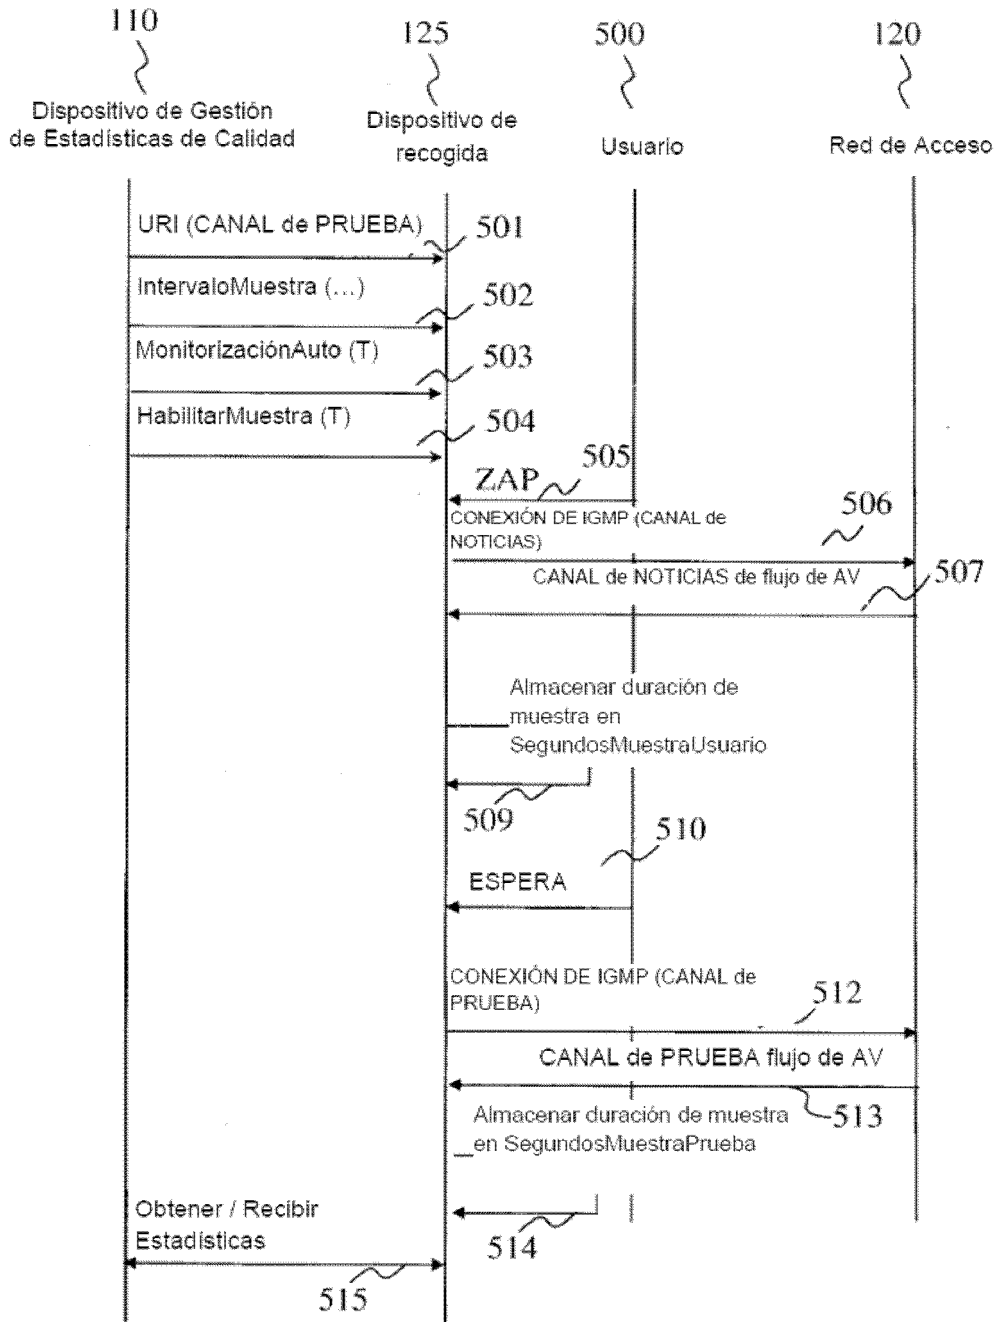 110
125
500
120
Dispositivo de Gestión
de Estadísticas de Calidad
Dispositivo de
recogida
Usuario
Red de Acceso
URI (CANAL de PRUEBA)
501
IntervaloMuestra (...)
502
MonitorizaciónAuto (T)
503
HabilitarMuestra (T)
504
505
ZAP
CONEXIÓN DE IGMP (CANAL de
NOTICIAS)
506
CANAL de NOTICIAS de flujo de AV
507
Almacenar duración de
muestra en
SegundosMuestraUsuario
509
510
ESPERA
CONEXIÓN DE IGMP (CANAL de
PRUEBA)
512
CANAL de PRUEBA flujo de AV
513
Almacenar duración de muestra
en SegundosMuestraPrueba
514
Obtener / Recibir
Estadísticas
515